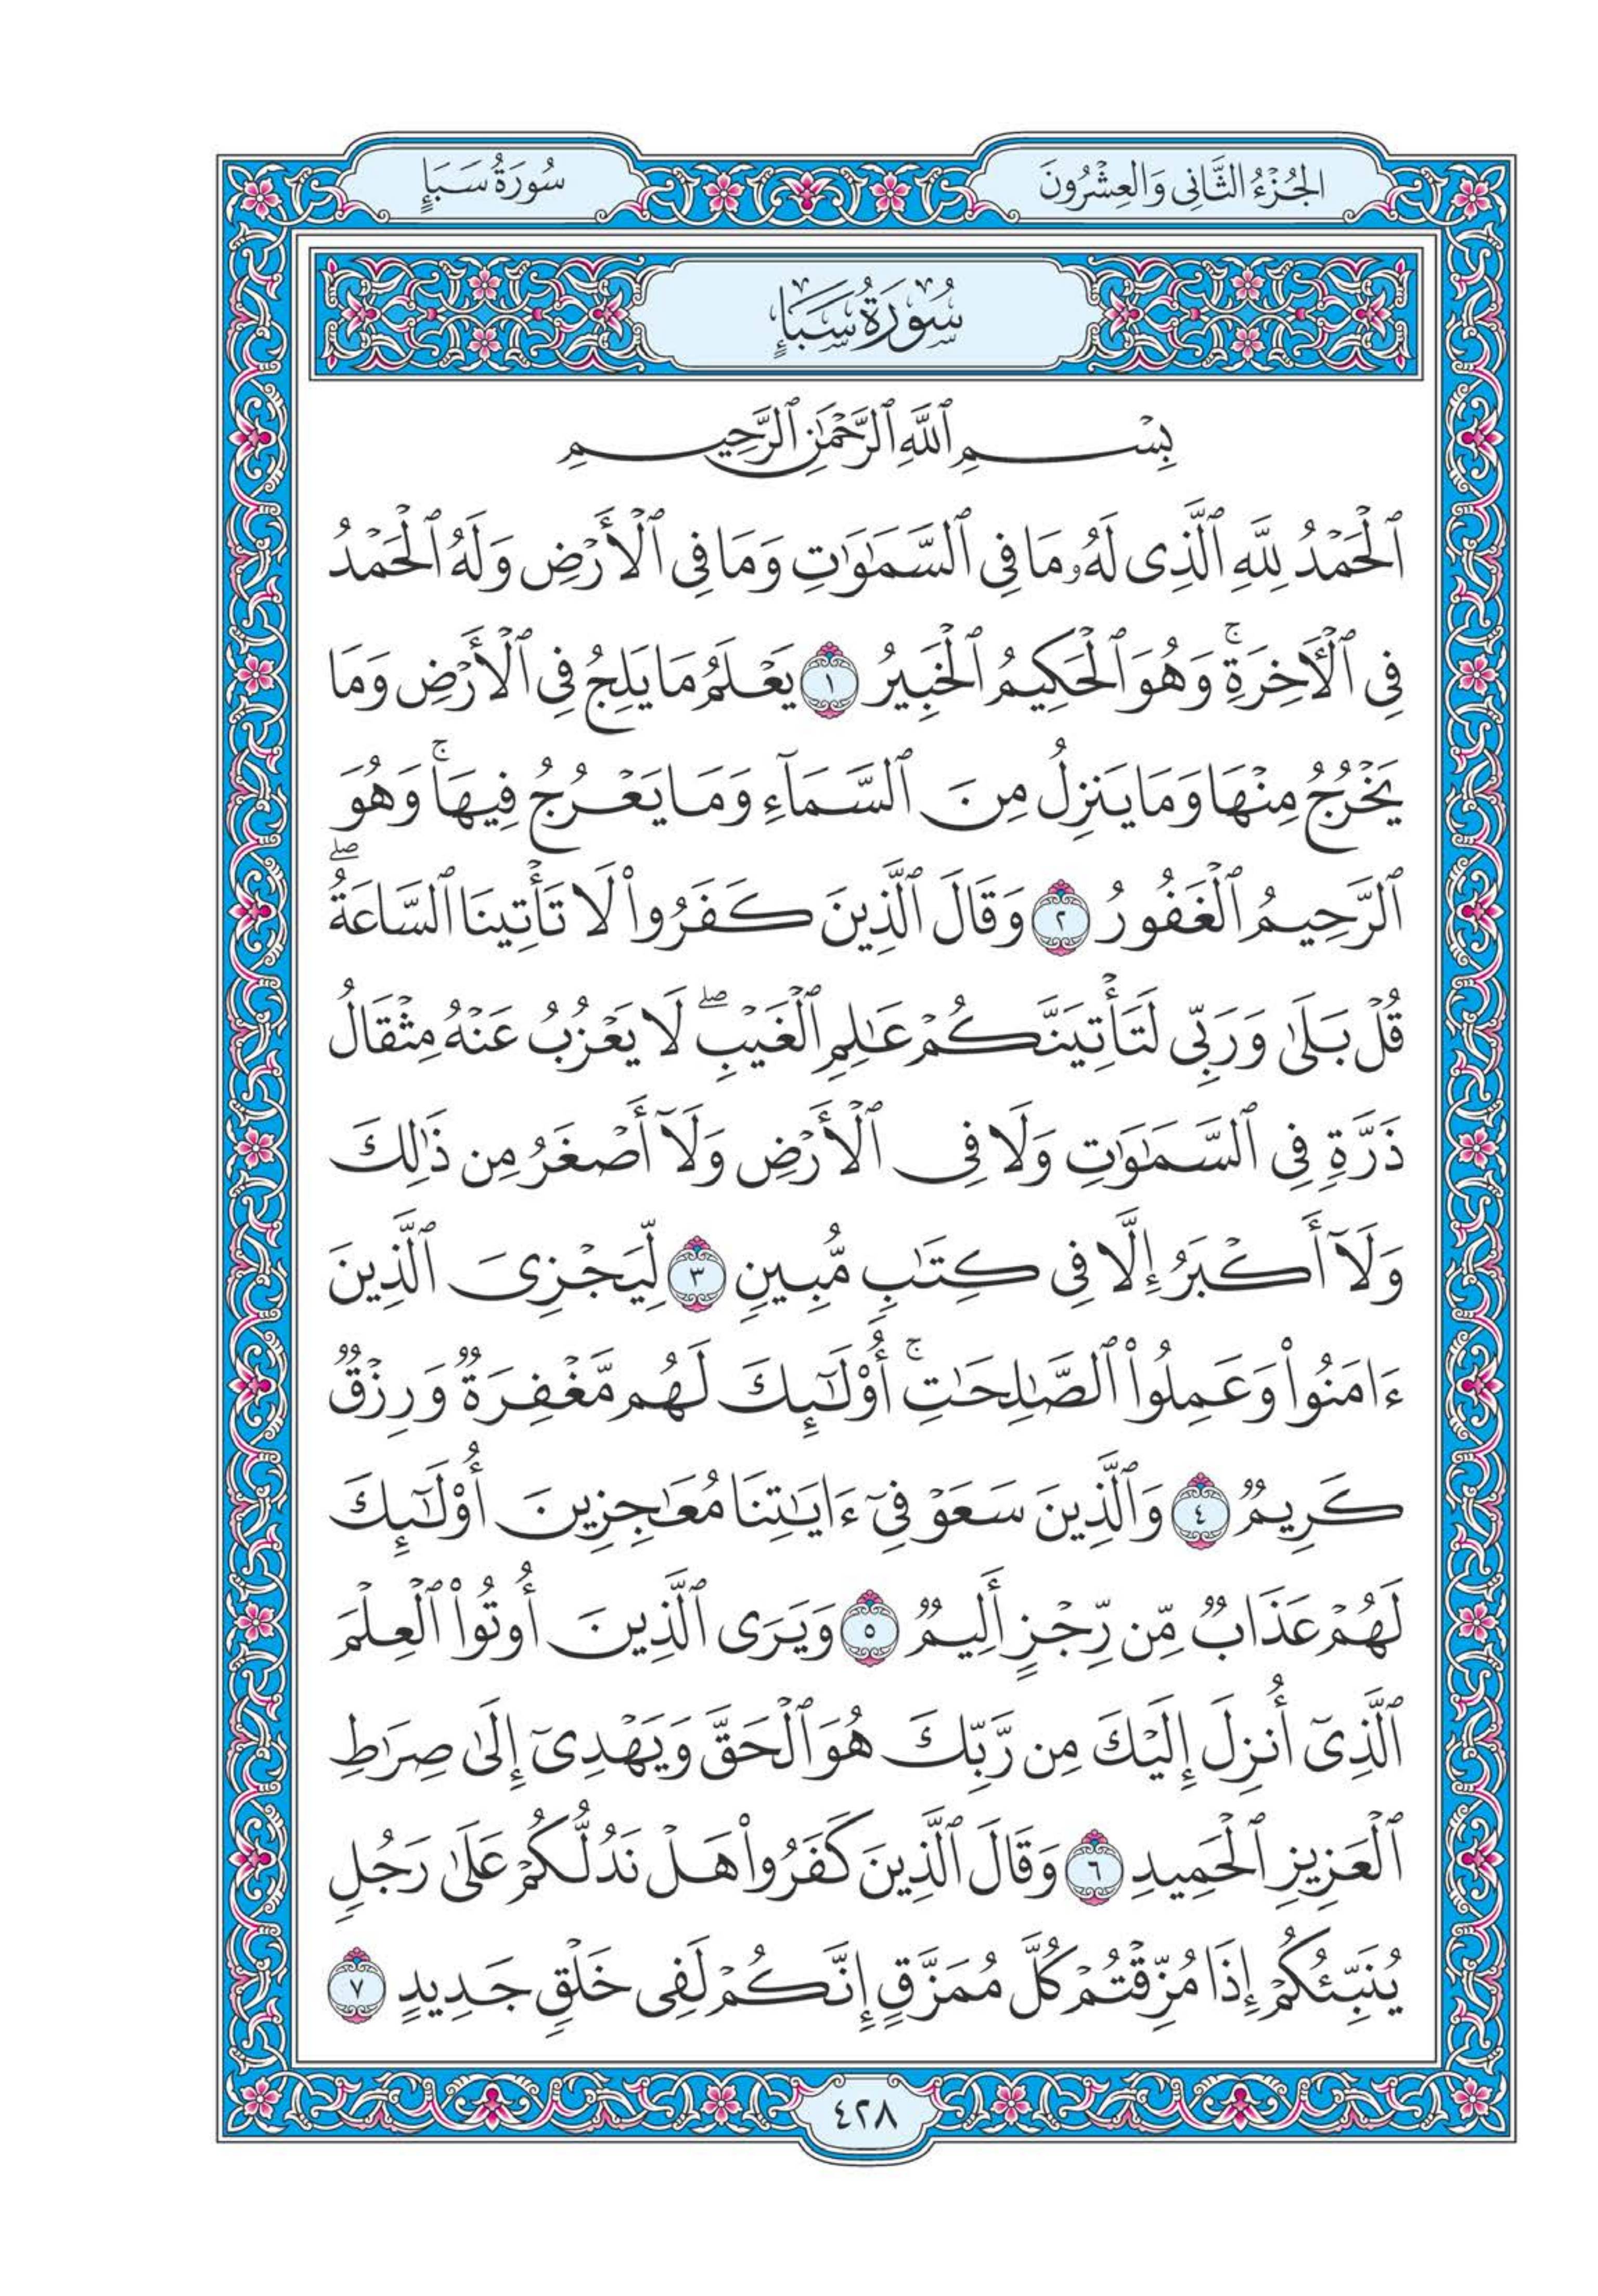 الجُزْءُ الثَّانِى وَالعِشْرُونَ
سُورَةُ سَبَإٍ
سُورَةُ سَبَإٍ
بِسْمِ ٱللَّهِ ٱلرَّحْمَٰنِ ٱلرَّحِيمِ
ٱلْحَمْدُ لِلَّهِ ٱلَّذِى لَهُۥ مَا فِى ٱلسَّمَٰوَٰتِ وَمَا فِى ٱلْأَرْضِ وَلَهُ ٱلْحَمْدُ
فِى ٱلْأَخِرَةِۚ وَهُوَ ٱلْحَكِيمُ ٱلْخَبِيرُ ١ يَعْلَمُ مَا يَلِجُ فِى ٱلْأَرْضِ وَمَا
يَخْرُجُ مِنْهَا وَمَا يَنزِلُ مِنَ ٱلسَّمَآءِ وَمَا يَعْرُجُ فِيهَاۚ وَهُوَ
ٱلرَّحِيمُ ٱلْغَفُورُ ٢ وَقَالَ ٱلَّذِينَ كَفَرُوا۟ لَا تَأْتِينَا ٱلسَّاعَةُۖ
قُلْ بَلَىٰ وَرَبِّى لَتَأْتِيَنَّكُمْ عَٰلِمِ ٱلْغَيْبِۖ لَا يَعْزُبُ عَنْهُ مِثْقَالُ
ذَرَّةٍ فِى ٱلسَّمَٰوَٰتِ وَلَا فِى ٱلْأَرْضِ وَلَآ أَصْغَرُ مِن ذَٰلِكَ
وَلَآ أَكْبَرُ إِلَّا فِى كِتَٰبٍ مُّبِينٍ ٣ لِّيَجْزِىَ ٱلَّذِينَ
ءَامَنُوا۟ وَعَمِلُوا۟ ٱلصَّٰلِحَٰتِۚ أُو۟لَٰٓئِكَ لَهُم مَّغْفِرَةٌ وَرِزْقٌ
كَرِيمٌ ٤ وَٱلَّذِينَ سَعَوْ فِىٓ ءَايَٰتِنَا مُعَٰجِزِينَ أُو۟لَٰٓئِكَ
لَهُمْ عَذَابٌ مِّن رِّجْزٍ أَلِيمٌ ٥ وَيَرَى ٱلَّذِينَ أُوتُوا۟ ٱلْعِلْمَ
ٱلَّذِىٓ أُنزِلَ إِلَيْكَ مِن رَّبِّكَ هُوَ ٱلْحَقَّ وَيَهْدِىٓ إِلَىٰ صِرَٰطِ
ٱلْعَزِيزِ ٱلْحَمِيدِ ٦ وَقَالَ ٱلَّذِينَ كَفَرُوا۟ هَلْ نَدُلُّكُمْ عَلَىٰ رَجُلٍ
يُنَبِّئُكُمْ إِذَا مُزِّقْتُمْ كُلَّ مُمَزَّقٍ إِنَّكُمْ لَفِى خَلْقٍ جَدِيدٍ ٧
٤٢٨